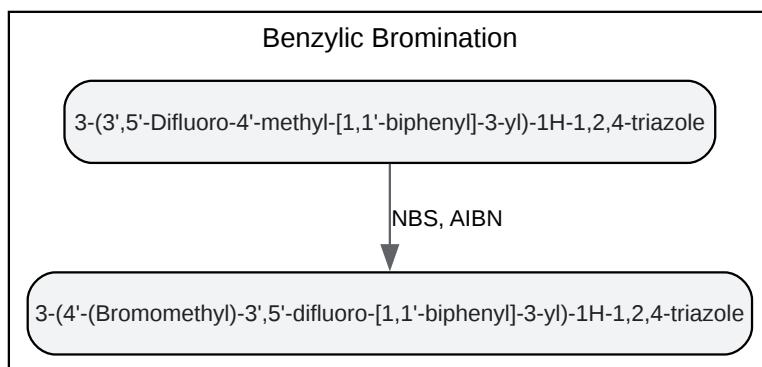 Benzylic Bromination
3-(3',5'-Difluoro-4'-methyl-[1,1'-biphenyl]-3-yl)-1H-1,2,4-triazole
NBS, AIBN
3-(4'-(Bromomethyl)-3',5'-difluoro-[1,1'-biphenyl]-3-yl)-1H-1,2,4-triazole